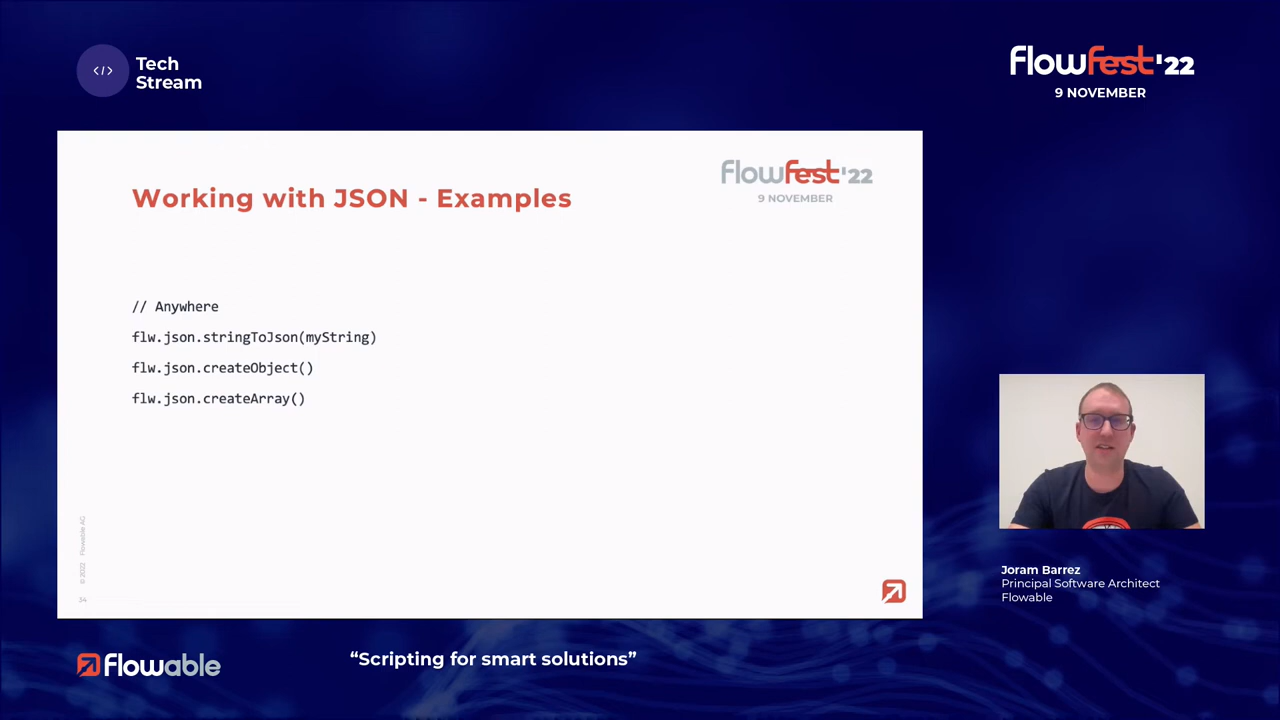 </>
Tech
Stream
flowfest'22
9 NOVEMBER
Working with JSON - Examples
flowfest'22
9 NOVEMBER
// Anywhere
flw.json.stringToJson(myString)
flw.json.createObject()
flw.json.createArray()
© 2022 Flowable AG
34
Joram Barrez
Principal Software Architect
Flowable
flowable
“Scripting for smart solutions”